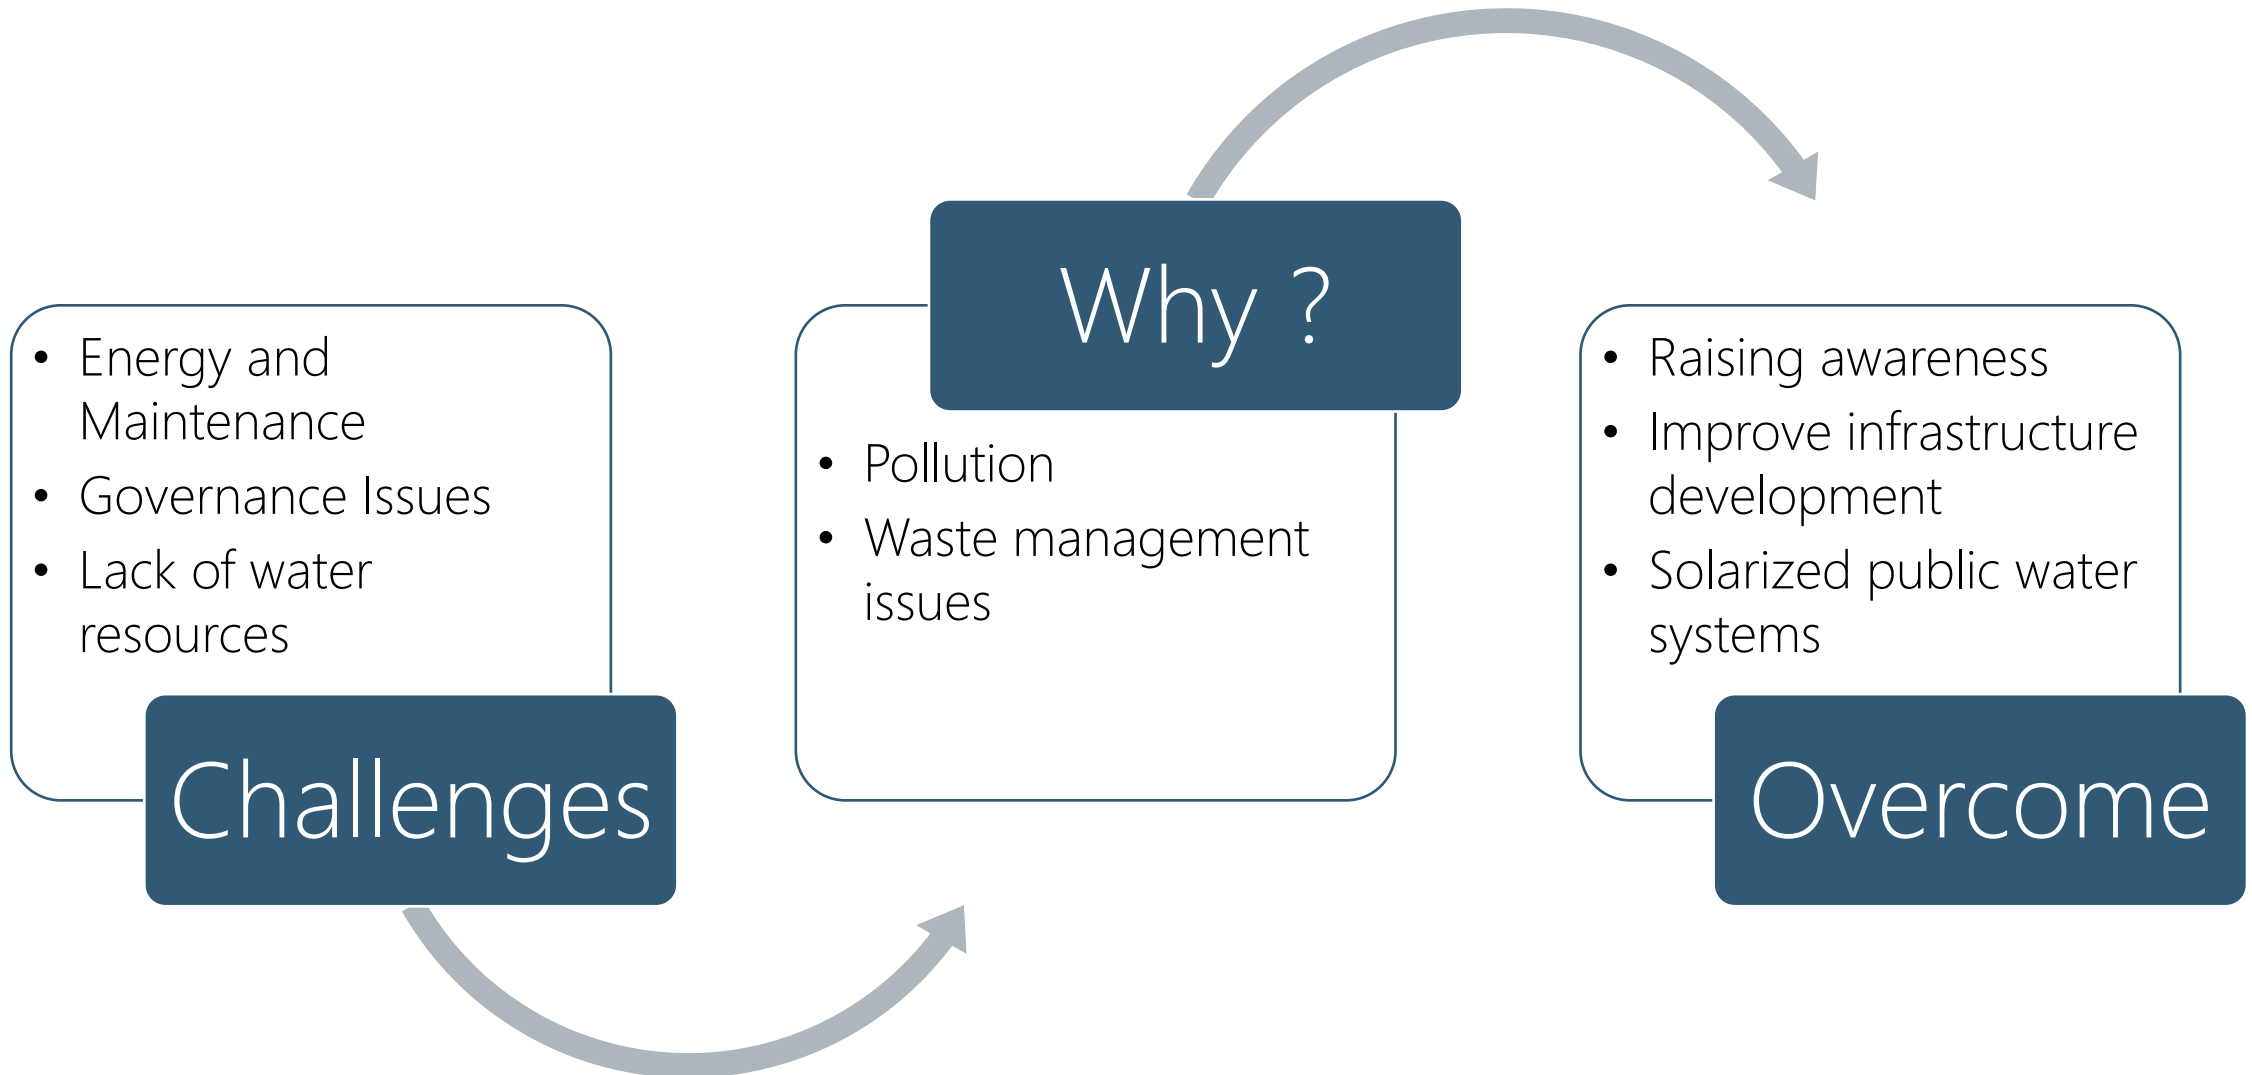 • Energy and
Maintenance
• Governance Issues
• Lack of water
resources
Challenges
Why ?
• Pollution
• Waste management
issues
• Raising awareness
• Improve infrastructure
development
• Solarized public water
systems
Overcome